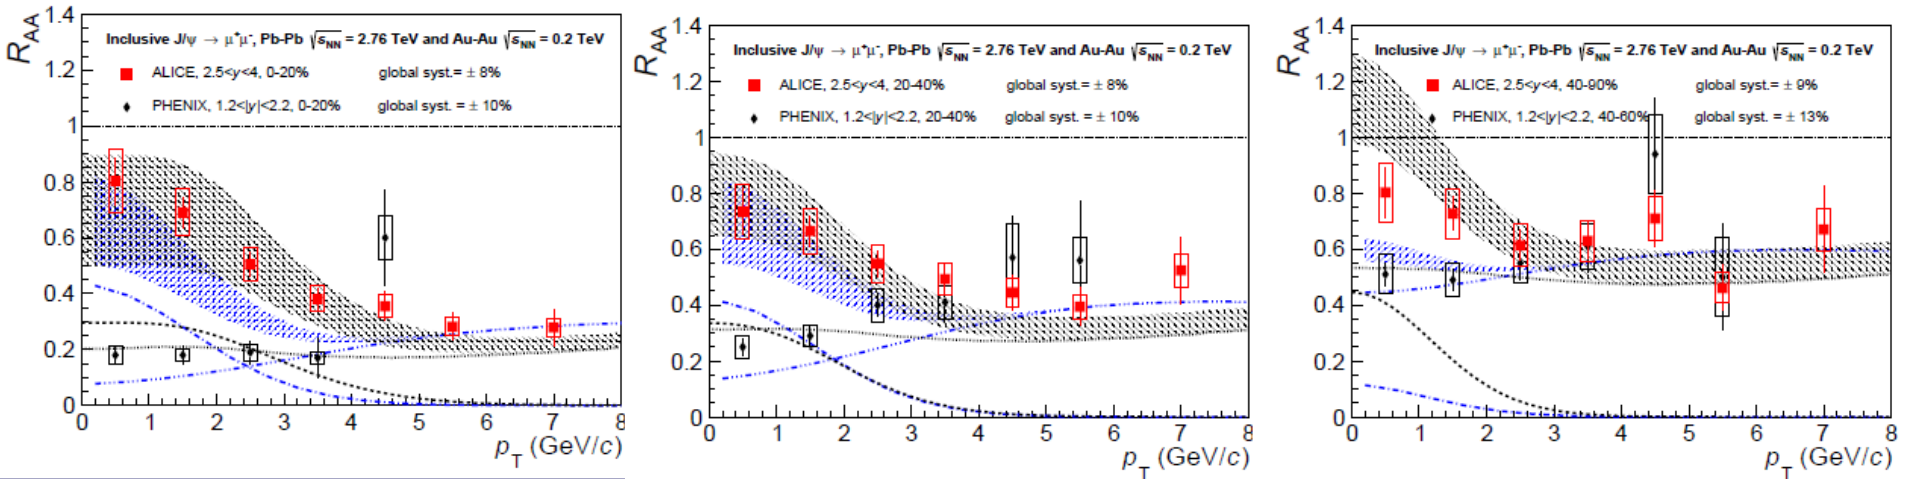 R_AA
1.4
1.2
1
0.8
0.6
0.4
0.2
0
Inclusive J/ψ → μ⁺μ⁻, Pb-Pb √s_NN = 2.76 TeV and Au-Au √s_NN = 0.2 TeV
ALICE, 2.5<y<4, 0-20% global syst.= ± 8%
PHENIX, 1.2<|y|<2.2, 0-20% global syst. = ± 10%
0 1 2 3 4 5 6 7 8
p_T (GeV/c)
R_AA
1.4
1.2
1
0.8
0.6
0.4
0.2
0
Inclusive J/ψ → μ⁺μ⁻, Pb-Pb √s_NN = 2.76 TeV and Au-Au √s_NN = 0.2 TeV
ALICE, 2.5<y<4, 20-40% global syst.= ± 8%
PHENIX, 1.2<|y|<2.2, 20-40% global syst. = ± 10%
0 1 2 3 4 5 6 7 8
p_T (GeV/c)
R_AA
1.4
1.2
1
0.8
0.6
0.4
0.2
0
Inclusive J/ψ → μ⁺μ⁻, Pb-Pb √s_NN = 2.76 TeV and Au-Au √s_NN = 0.2 TeV
ALICE, 2.5<y<4, 40-90% global syst.= ± 9%
PHENIX, 1.2<|y|<2.2, 40-60% global syst. = ± 13%
0 1 2 3 4 5 6 7 8
p_T (GeV/c)